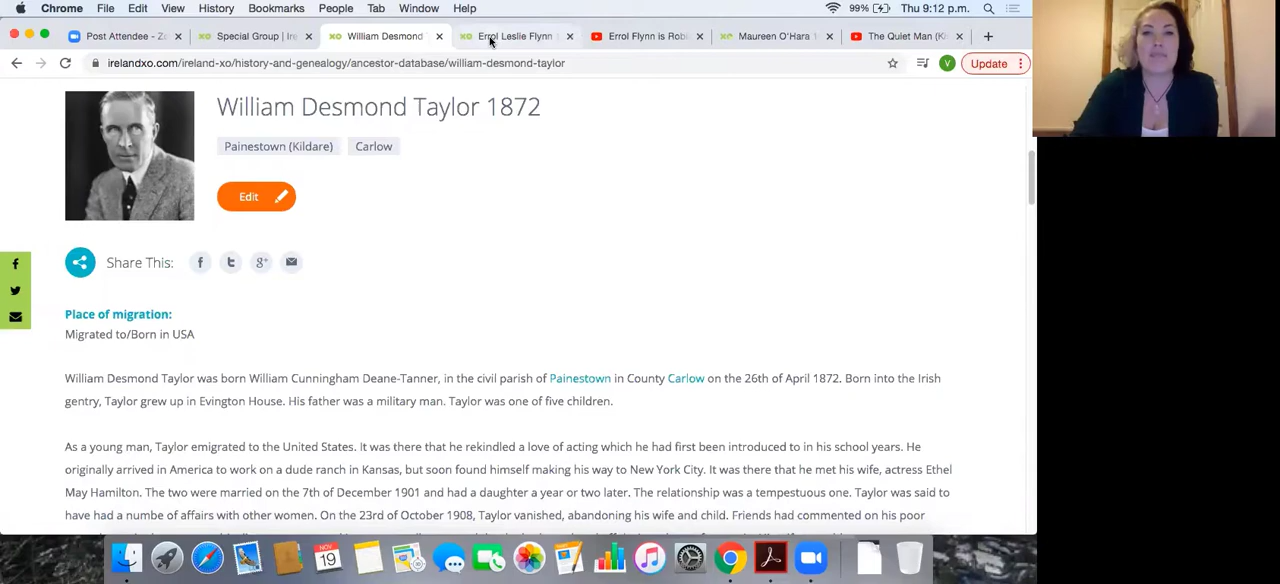 Chrome File Edit View History Bookmarks People Tab Window Help 99% Thu 9:12 p.m.
Post Attendee - Zo Special Group | Ire William Desmond Errol Leslie Flynn Errol Flynn is Robi Maureen O'Hara 1 The Quiet Man (Ki
irelandxo.com/ireland-xo/history-and-genealogy/ancestor-database/william-desmond-taylor V Update
William Desmond Taylor 1872
Painestown (Kildare) Carlow
Edit
Share This: f t g+
Place of migration:
Migrated to/Born in USA
William Desmond Taylor was born William Cunningham Deane-Tanner, in the civil parish of Painestown in County Carlow on the 26th of April 1872. Born into the Irish
gentry, Taylor grew up in Evington House. His father was a military man. Taylor was one of five children.
As a young man, Taylor emigrated to the United States. It was there that he rekindled a love of acting which he had first been introduced to in his school years. He
originally arrived in America to work on a dude ranch in Kansas, but soon found himself making his way to New York City. It was there that he met his wife, actress Ethel
May Hamilton. The two were married on the 7th of December 1901 and had a daughter a year or two later. The relationship was a tempestuous one. Taylor was said to
have had a numbe of affairs with other women. On the 23rd of October 1908, Taylor vanished, abandoning his wife and child. Friends had commented on his poor
NOV
19